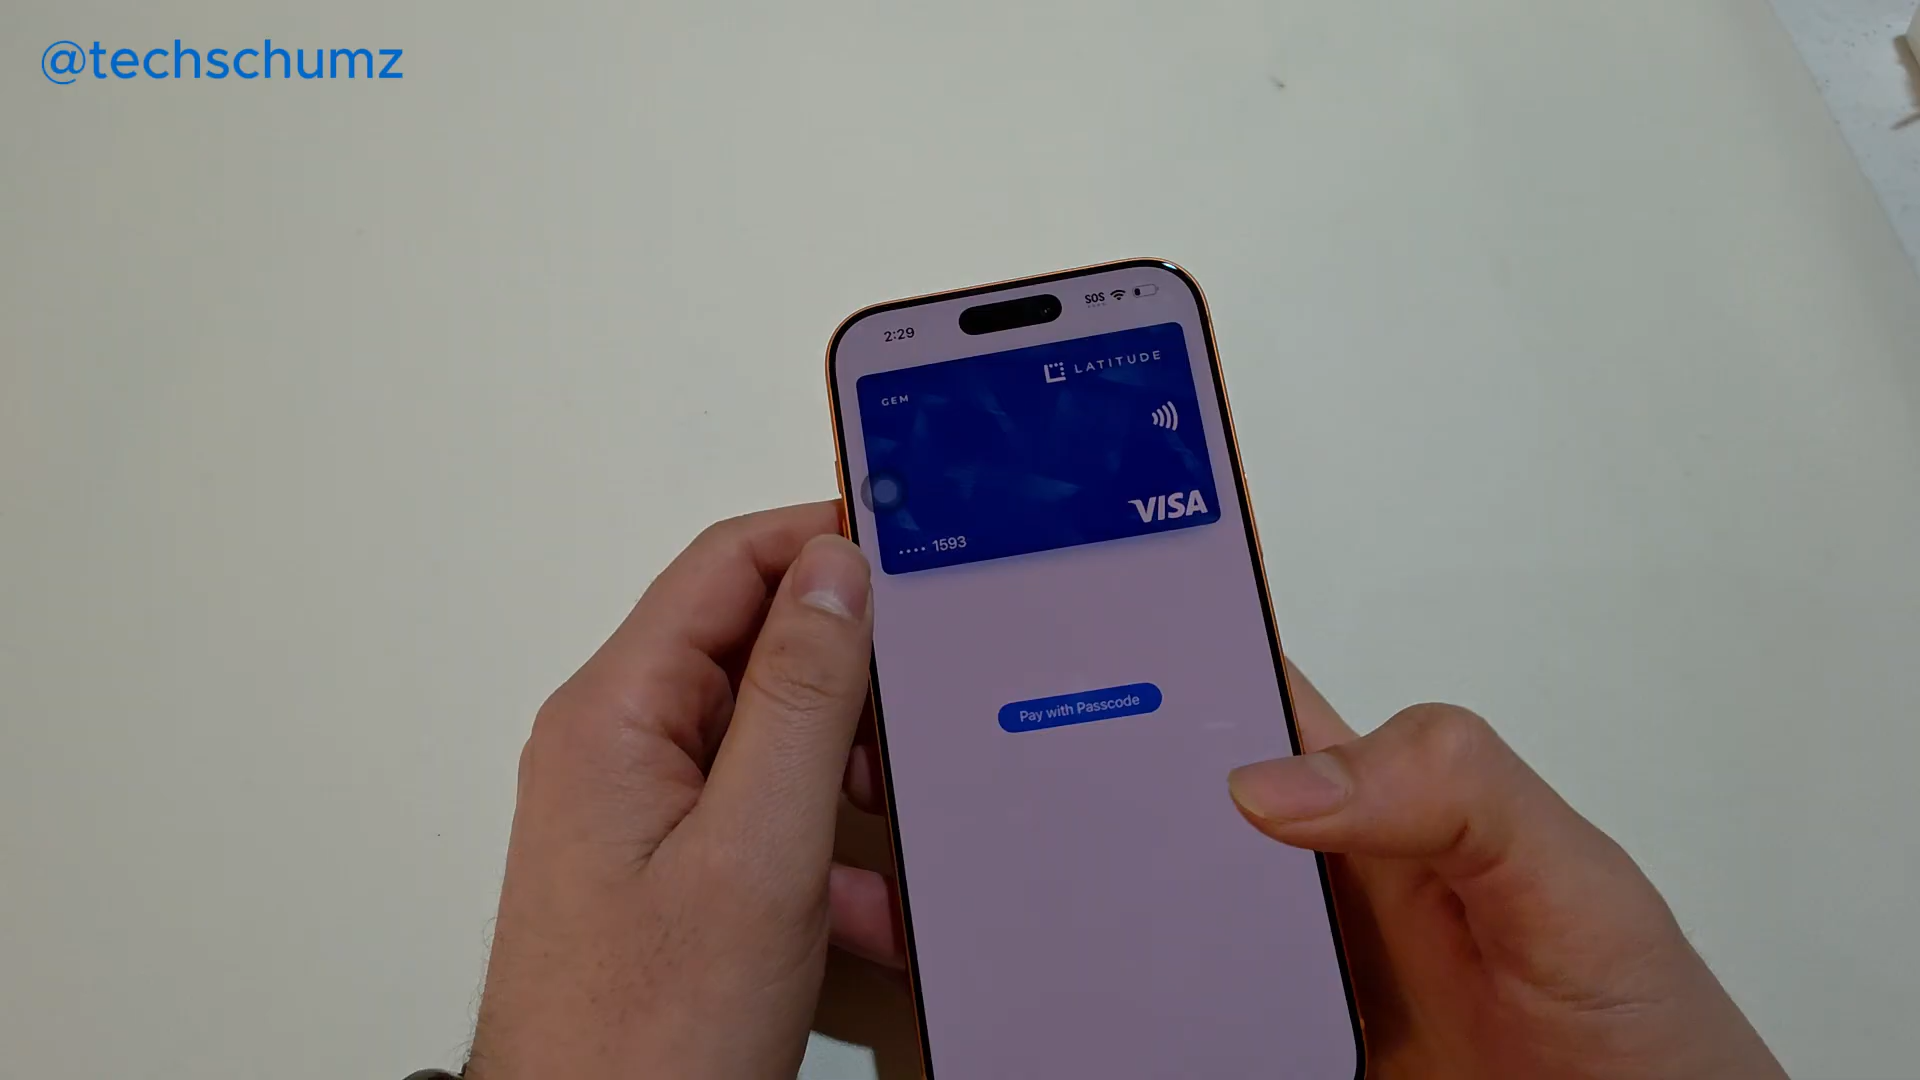 @techschumz
2:29
SOS
LATITUDE
GEM
VISA
•••• 1593
Pay with Passcode